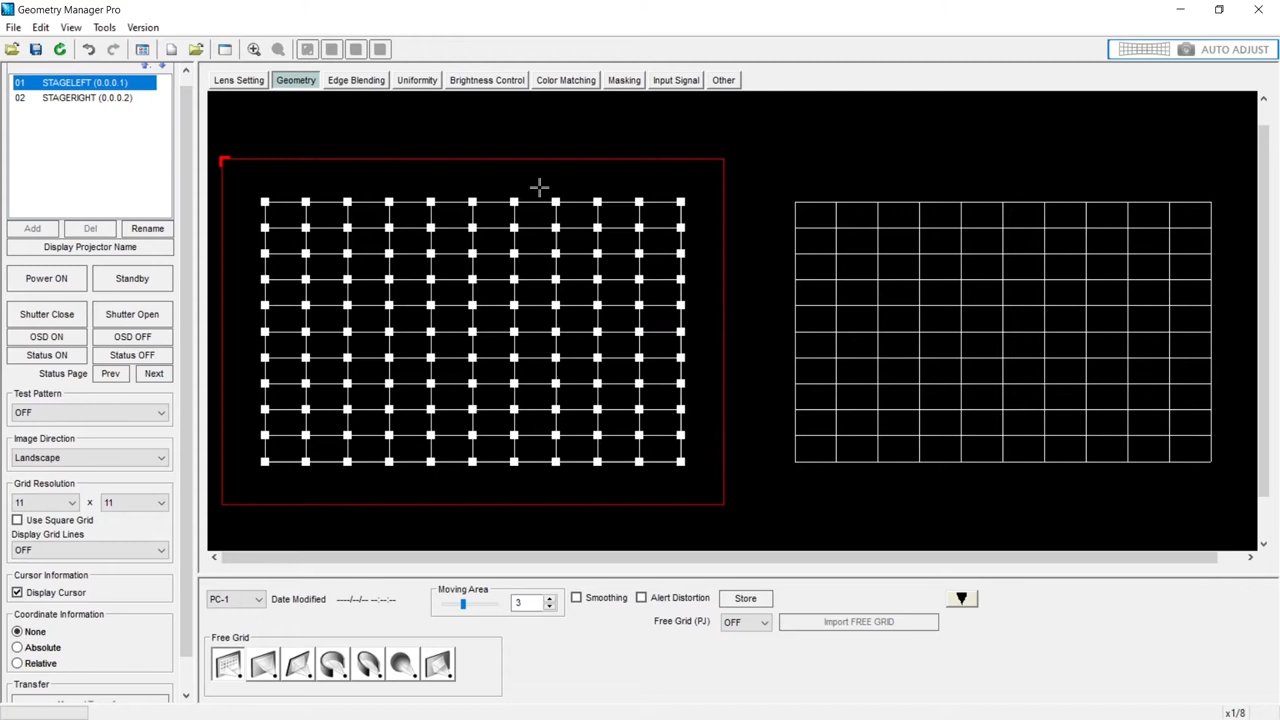 Geometry Manager Pro
File Edit View Tools Version
AUTO ADJUST
01 STAGELEFT (0.0.0.1)
02 STAGERIGHT (0.0.0.2)
Lens Setting Geometry Edge Blending Uniformity Brightness Control Color Matching Masking Input Signal Other
Add Del Rename
Display Projector Name
Power ON Standby
Shutter Close Shutter Open
OSD ON OSD OFF
Status ON Status OFF
Status Page Prev Next
Test Pattern
OFF
Image Direction
Landscape
Grid Resolution
11 x 11
Use Square Grid
Display Grid Lines
OFF
Cursor Information
Display Cursor
Coordinate Information
None
Absolute
Relative
Transfer
PC-1 Date Modified ----/--/-- --:--:--
Moving Area
3
Smoothing Alert Distortion Store
Free Grid (PJ) OFF Import FREE GRID
Free Grid
x1/8